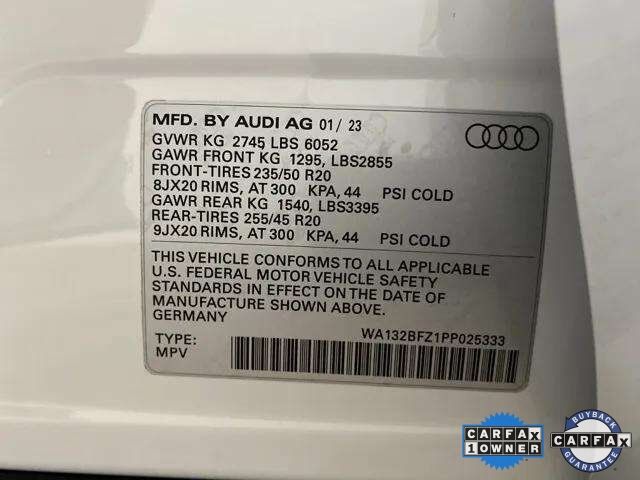 MFD. BY AUDI AG 01/ 23
GVWR KG 2745 LBS 6052
GAWR FRONT KG 1295, LBS2855
FRONT-TIRES 235/50 R20
8JX20 RIMS, AT 300 KPA, 44 PSI COLD
GAWR REAR KG 1540, LBS3395
REAR-TIRES 255/45 R20
9JX20 RIMS, AT 300 KPA, 44 PSI COLD
THIS VEHICLE CONFORMS TO ALL APPLICABLE
U.S. FEDERAL MOTOR VEHICLE SAFETY
STANDARDS IN EFFECT ON THE DATE OF
MANUFACTURE SHOWN ABOVE.
GERMANY
WA132BFZ1PP025333
TYPE:
MPV
CARFAX
1 OWNER
BUYBACK
CARFAX
GUARANTEE